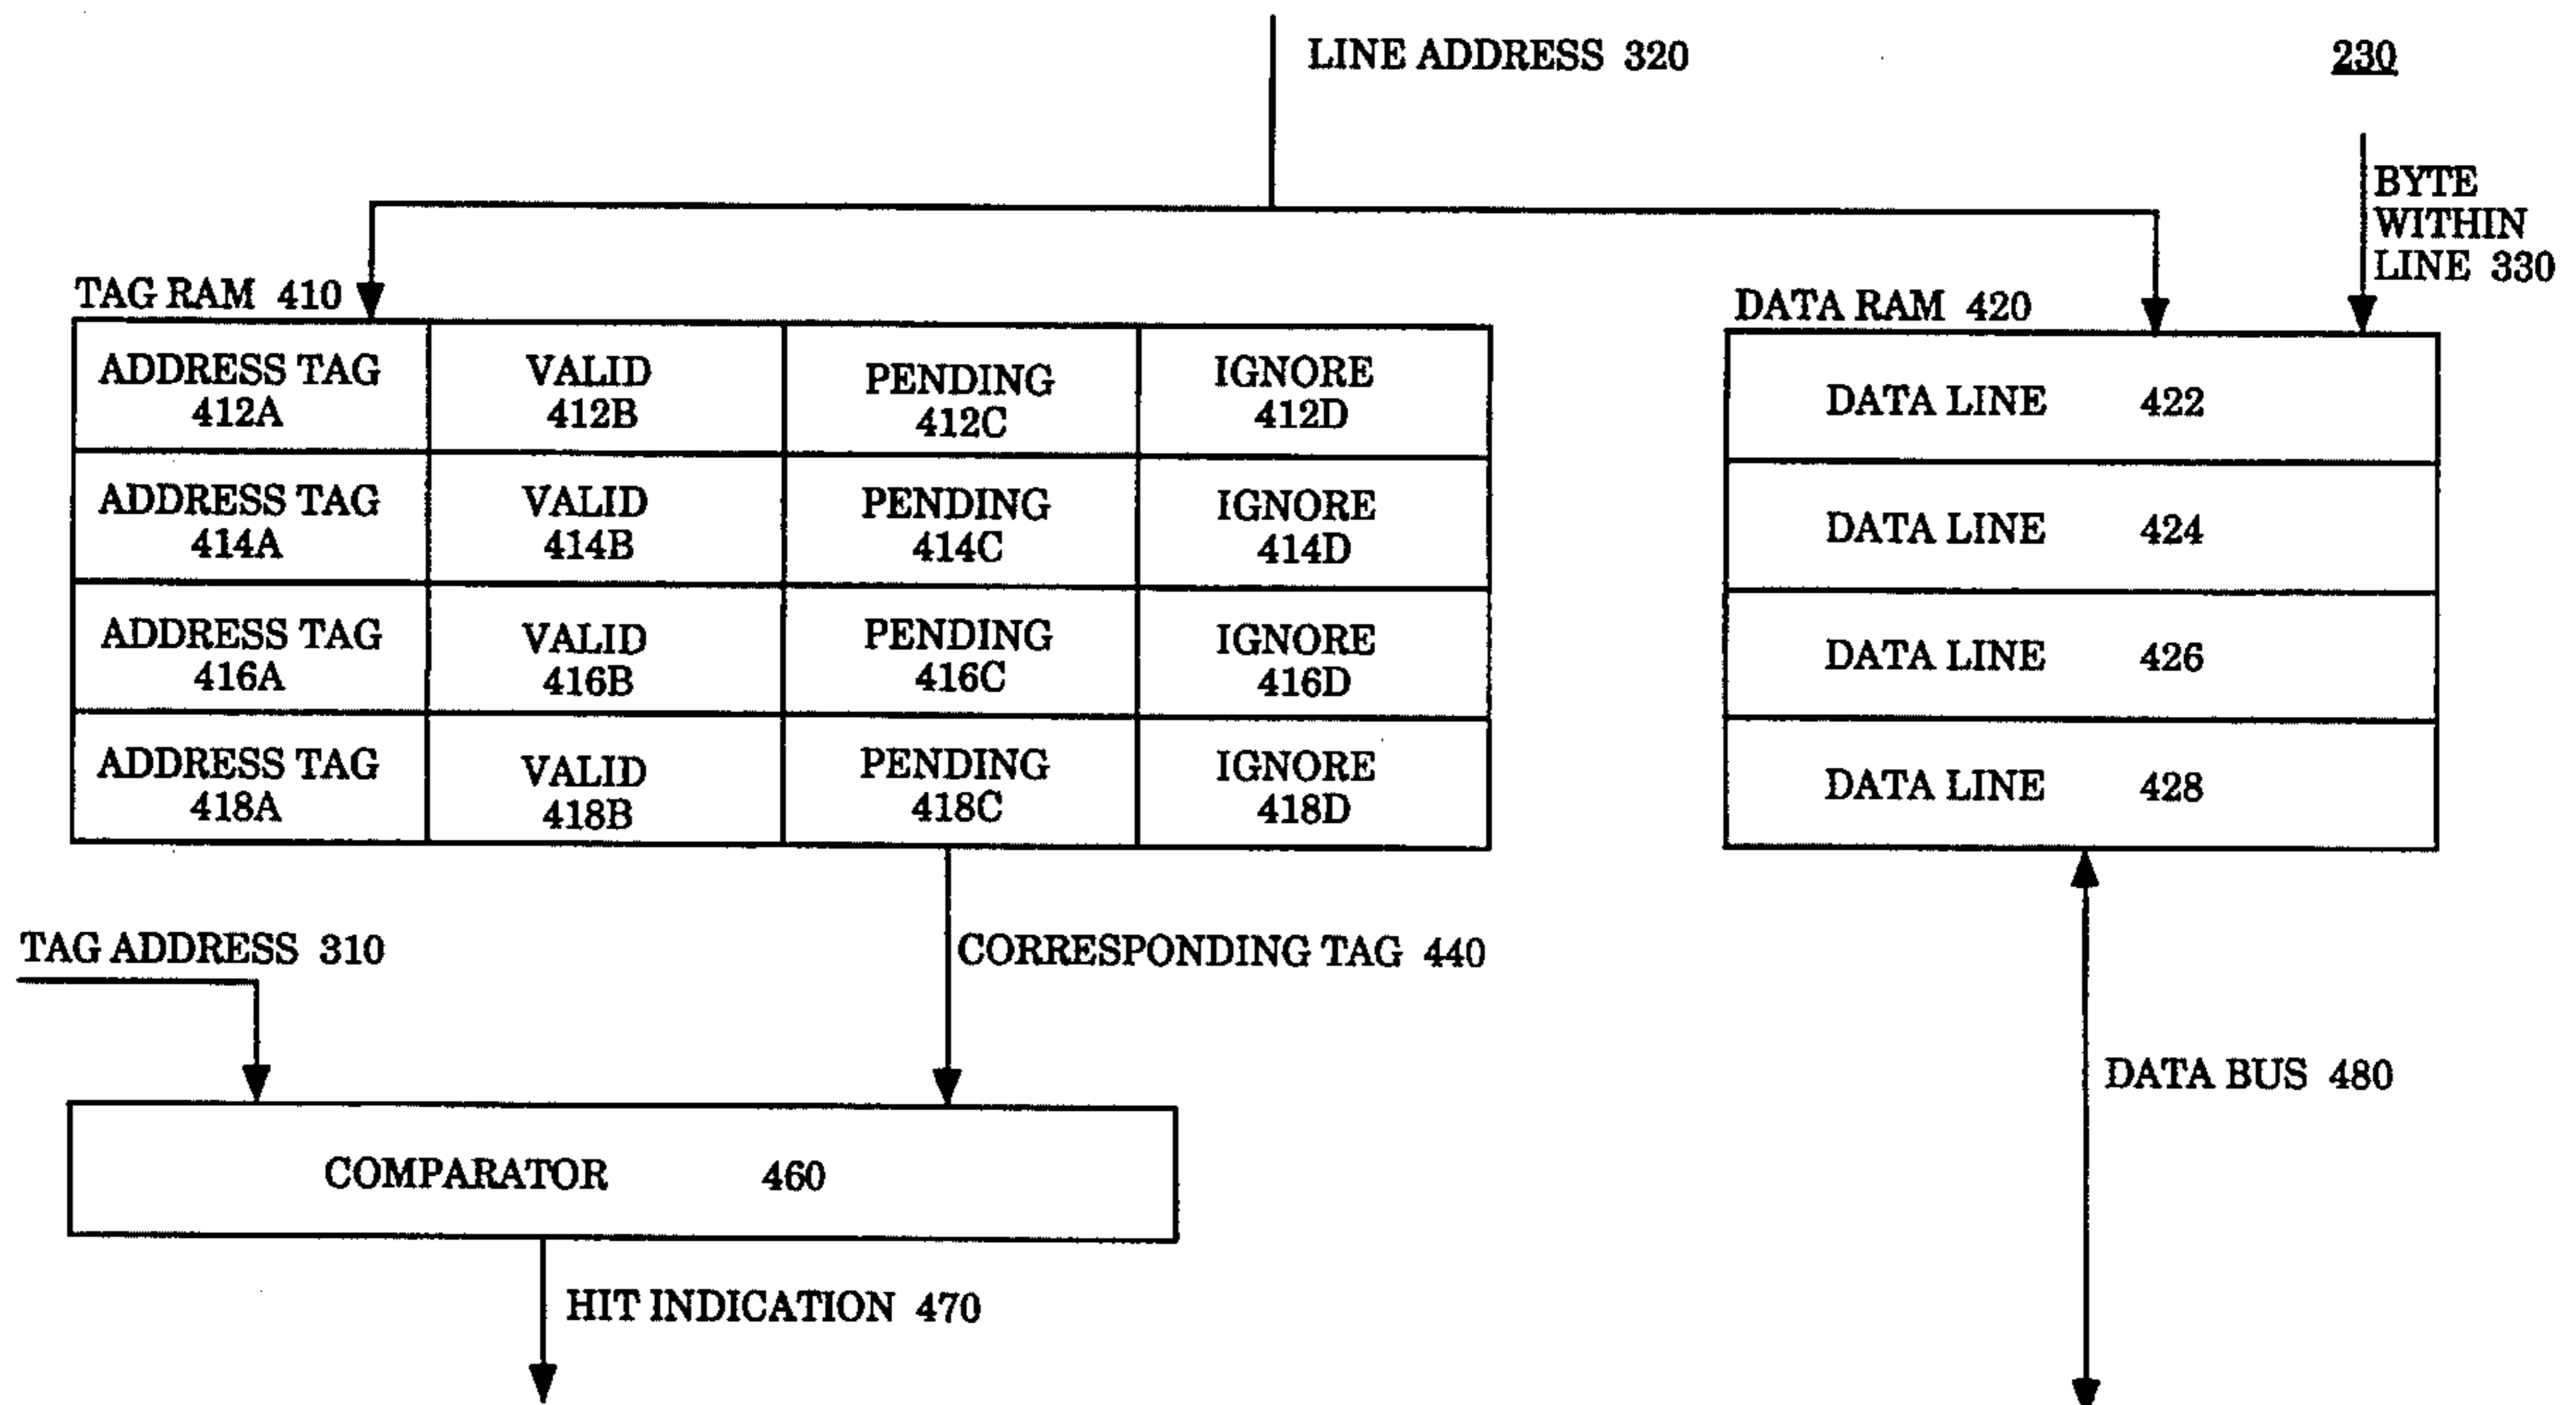 LINE ADDRESS 320
230
BYTE
WITHIN
LINE 330
TAG RAM 410
DATA RAM 420
ADDRESS TAG
412A
VALID
412B
PENDING
412C
IGNORE
412D
ADDRESS TAG
414A
VALID
414B
PENDING
414C
IGNORE
414D
ADDRESS TAG
416A
VALID
416B
PENDING
416C
IGNORE
416D
ADDRESS TAG
418A
VALID
418B
PENDING
418C
IGNORE
418D
DATA LINE 422
DATA LINE 424
DATA LINE 426
DATA LINE 428
TAG ADDRESS 310
CORRESPONDING TAG 440
DATA BUS 480
COMPARATOR 460
HIT INDICATION 470